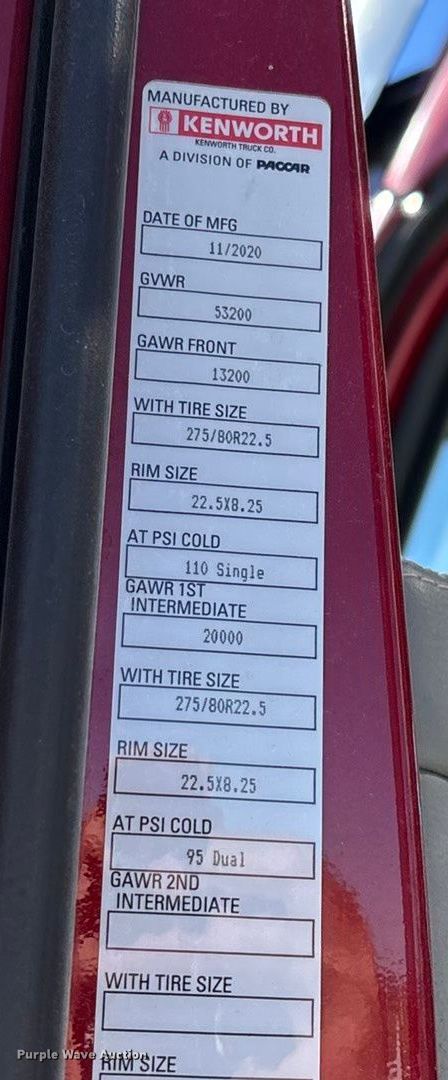 MANUFACTURED BY
KENWORTH
KENWORTH TRUCK CO.
A DIVISION OF PACCAR
DATE OF MFG
11/2020
GVWR
53200
GAWR FRONT
13200
WITH TIRE SIZE
275/80R22.5
RIM SIZE
22.5X8.25
AT PSI COLD
110 Single
GAWR 1ST
INTERMEDIATE
20000
WITH TIRE SIZE
275/80R22.5
RIM SIZE
22.5X8.25
AT PSI COLD
95 Dual
GAWR 2ND
INTERMEDIATE
WITH TIRE SIZE
RIM SIZE
Purple Wave Auction